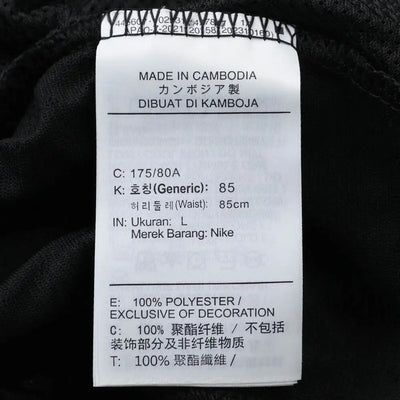 MADE IN CAMBODIA
カンボジア製
DIBUAT DI KAMBOJA
C: 175/80A
K: 호칭(Generic): 85
허리둘레(Waist): 85cm
IN: Ukuran: L
Merek Barang: Nike
E: 100% POLYESTER /
EXCLUSIVE OF DECORATION
C: 100% 聚酯纤维 / 不包括
装饰部分及非纤维物质
T: 100% 聚酯纖維 /